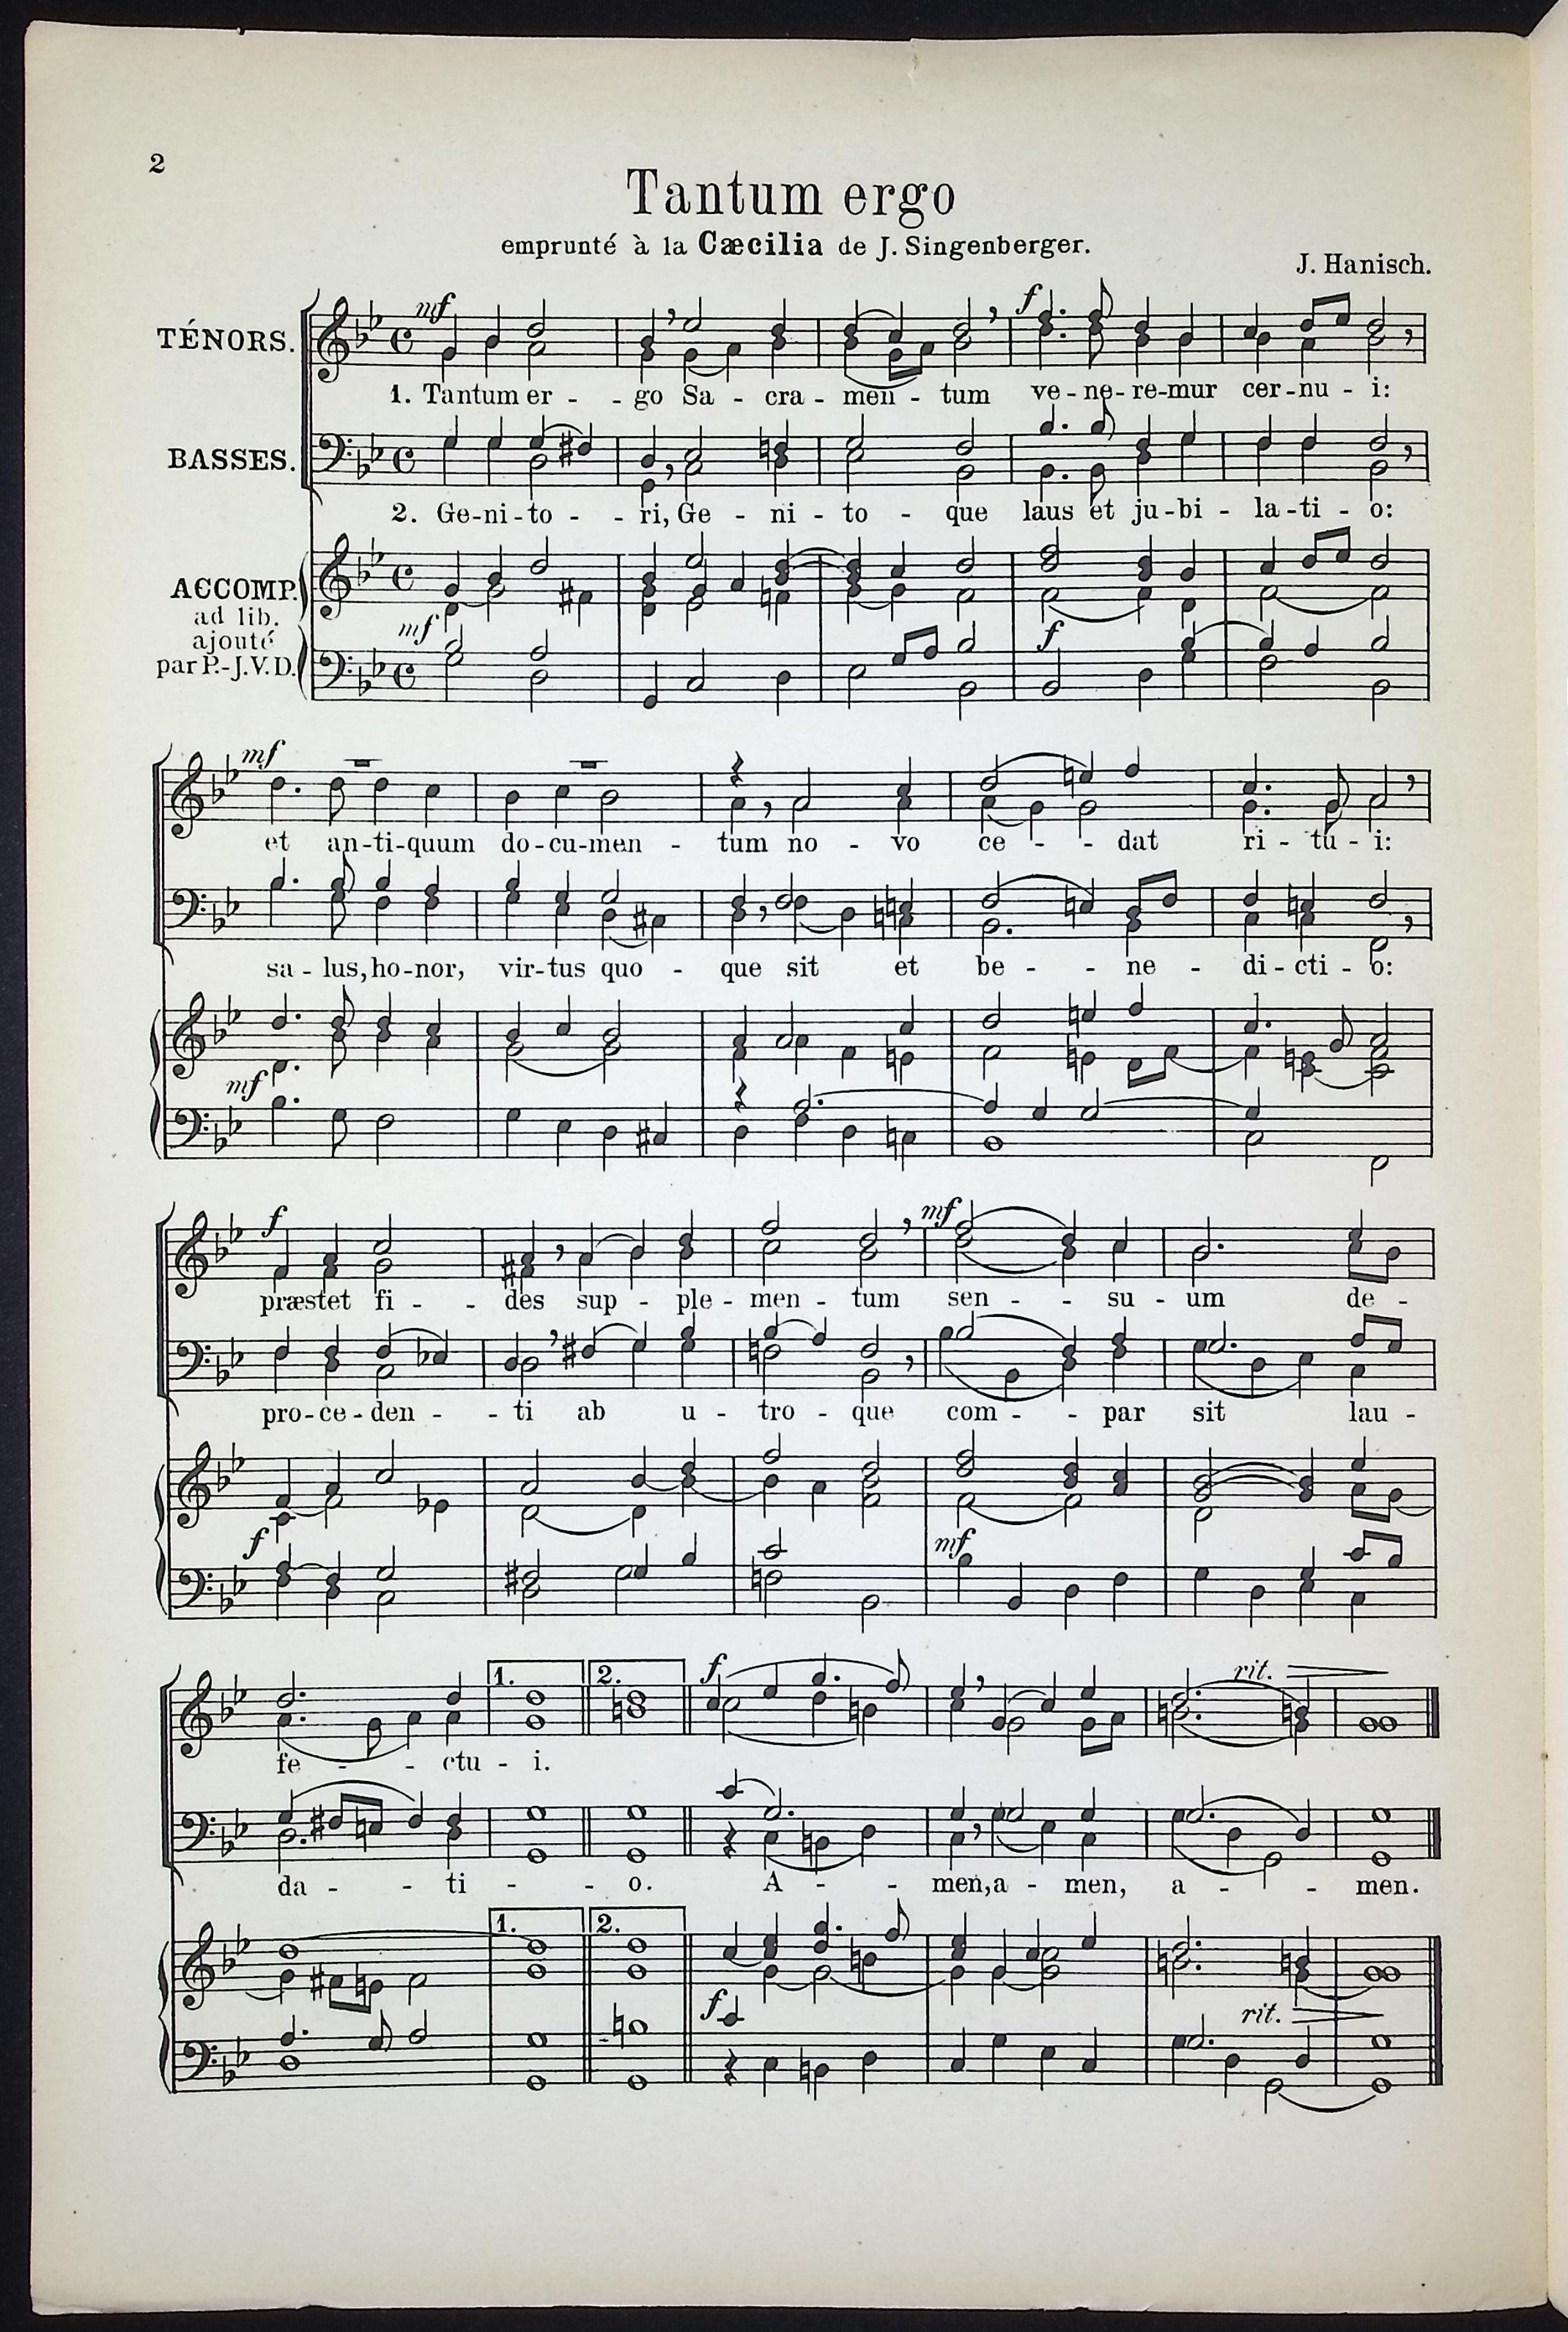 2
Tantum ergo
emprunté à la Cæcilia de J. Singenberger.
J. Hanisch.
TÉNORS.
mf
f
1. Tantum er - - go Sa - cra - men - tum ve - ne - re - mur cer - nu - i:
BASSES.
2. Ge - ni - to - - ri, Ge - ni - to - que laus et ju - bi - la - ti - o:
ACCOMP.
ad lib.
ajouté
par P.-J. V. D.
mf
f
mf
et an - ti - quum do - cu - men - tum no - vo ce - - dat ri - tu - i:
sa - lus, ho - nor, vir - tus quo - que sit et be - - ne - di - cti - o:
mf
f
mf
præstet fi - - des sup - ple - men - tum sen - - su - um de -
pro - ce - den - - ti ab u - tro - que com - - par sit lau -
f
mf
1.
2.
f
rit.
fe - - ctu - i.
da - - ti - - o. A - - men, a - men, a - - men.
1.
2.
f
rit.